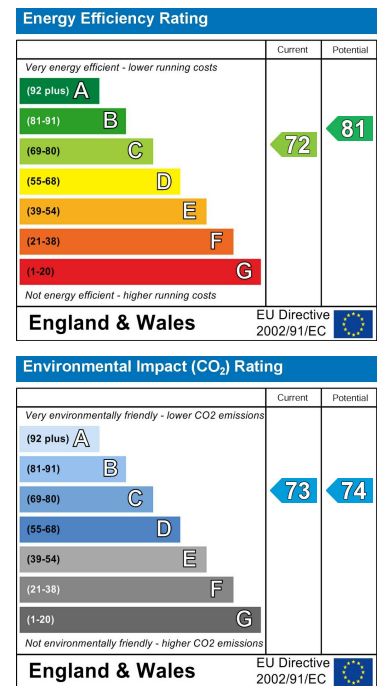 Energy Efficiency Rating
Current Potential
Very energy efficient - lower running costs
(92 plus) A
(81-91) B
(69-80) C
(55-68) D
(39-54) E
(21-38) F
(1-20) G
72
81
Not energy efficient - higher running costs
England & Wales
EU Directive
2002/91/EC
Environmental Impact (CO₂) Rating
Current Potential
Very environmentally friendly - lower CO2 emissions
(92 plus) A
(81-91) B
(69-80) C
(55-68) D
(39-54) E
(21-38) F
(1-20) G
73
74
Not environmentally friendly - higher CO2 emissions
England & Wales
EU Directive
2002/91/EC